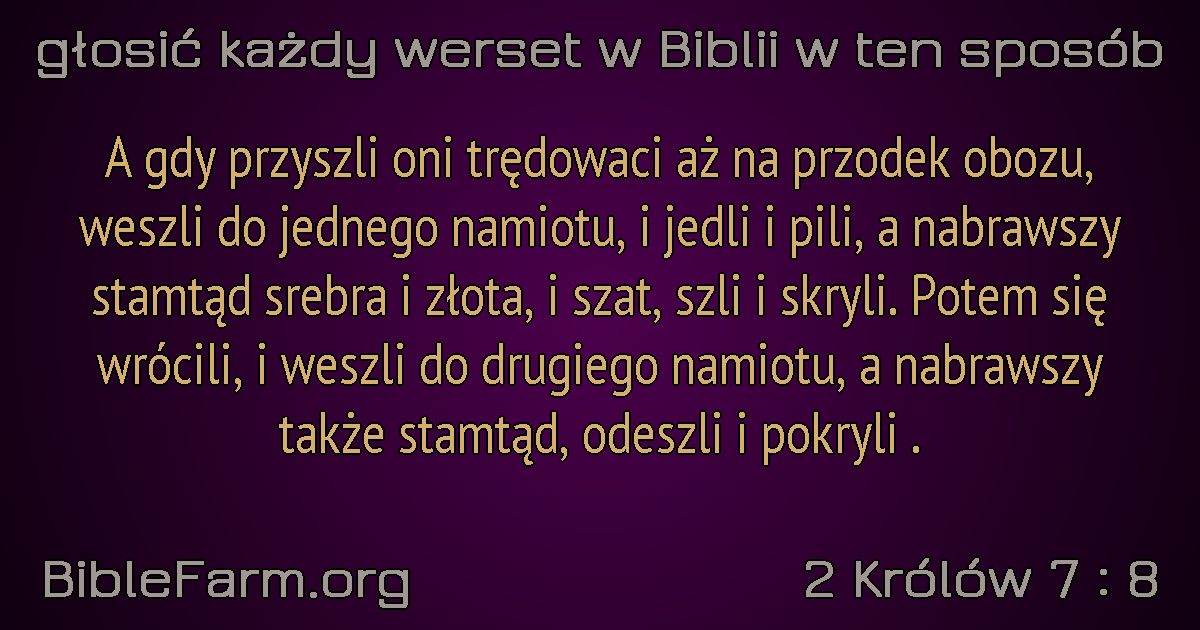 głosić każdy werset w Biblii w ten sposób
A gdy przyszli oni trędowaci aż na przodek obozu,
weszli do jednego namiotu, i jedli i pili, a nabrawszy
stamtąd srebra i złota, i szat, szli i skryli. Potem się
wrócili, i weszli do drugiego namiotu, a nabrawszy
także stamtąd, odeszli i pokryli .
BibleFarm.org
2 Królów 7 : 8